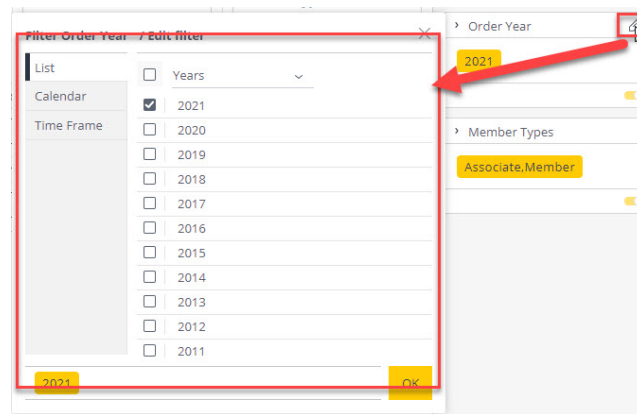 Filter Order Year / Edit filter
List
Calendar
Time Frame
Years
2021
2020
2019
2018
2017
2016
2015
2014
2013
2012
2011
2021
OK
Order Year
2021
Member Types
Associate,Member